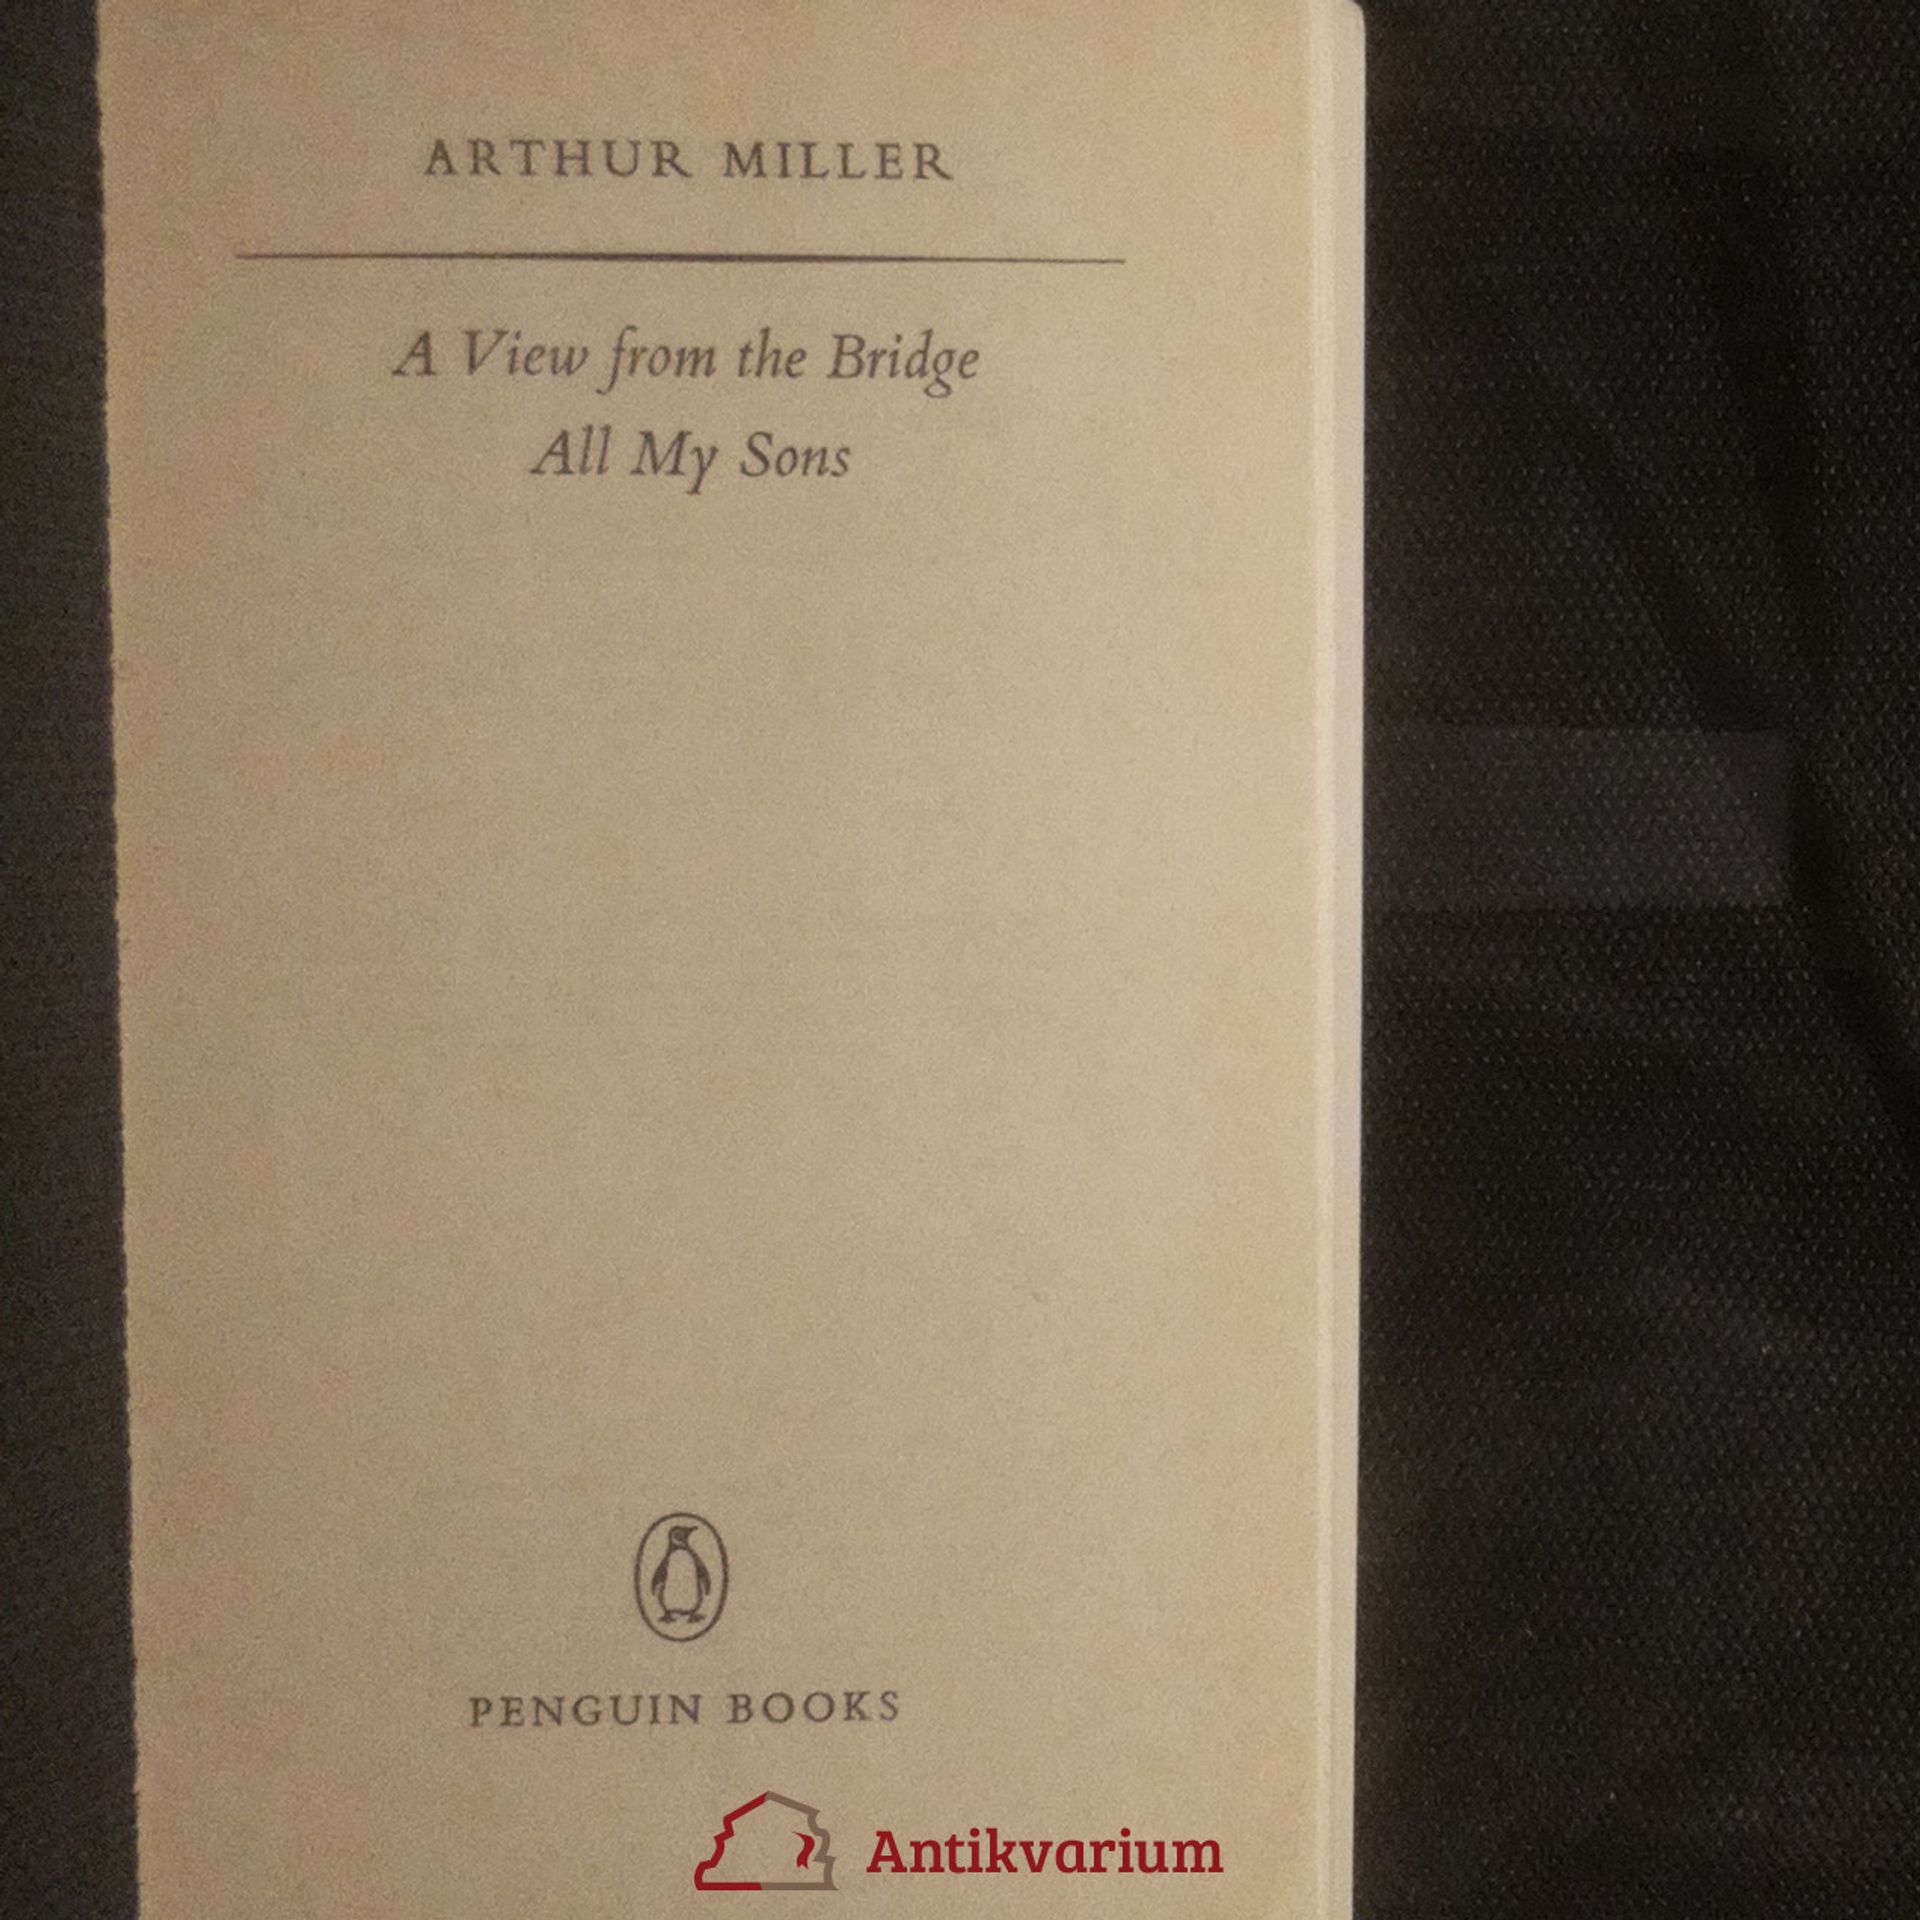 ARTHUR MILLER
A View from the Bridge
All My Sons
PENGUIN BOOKS
Antikvarium